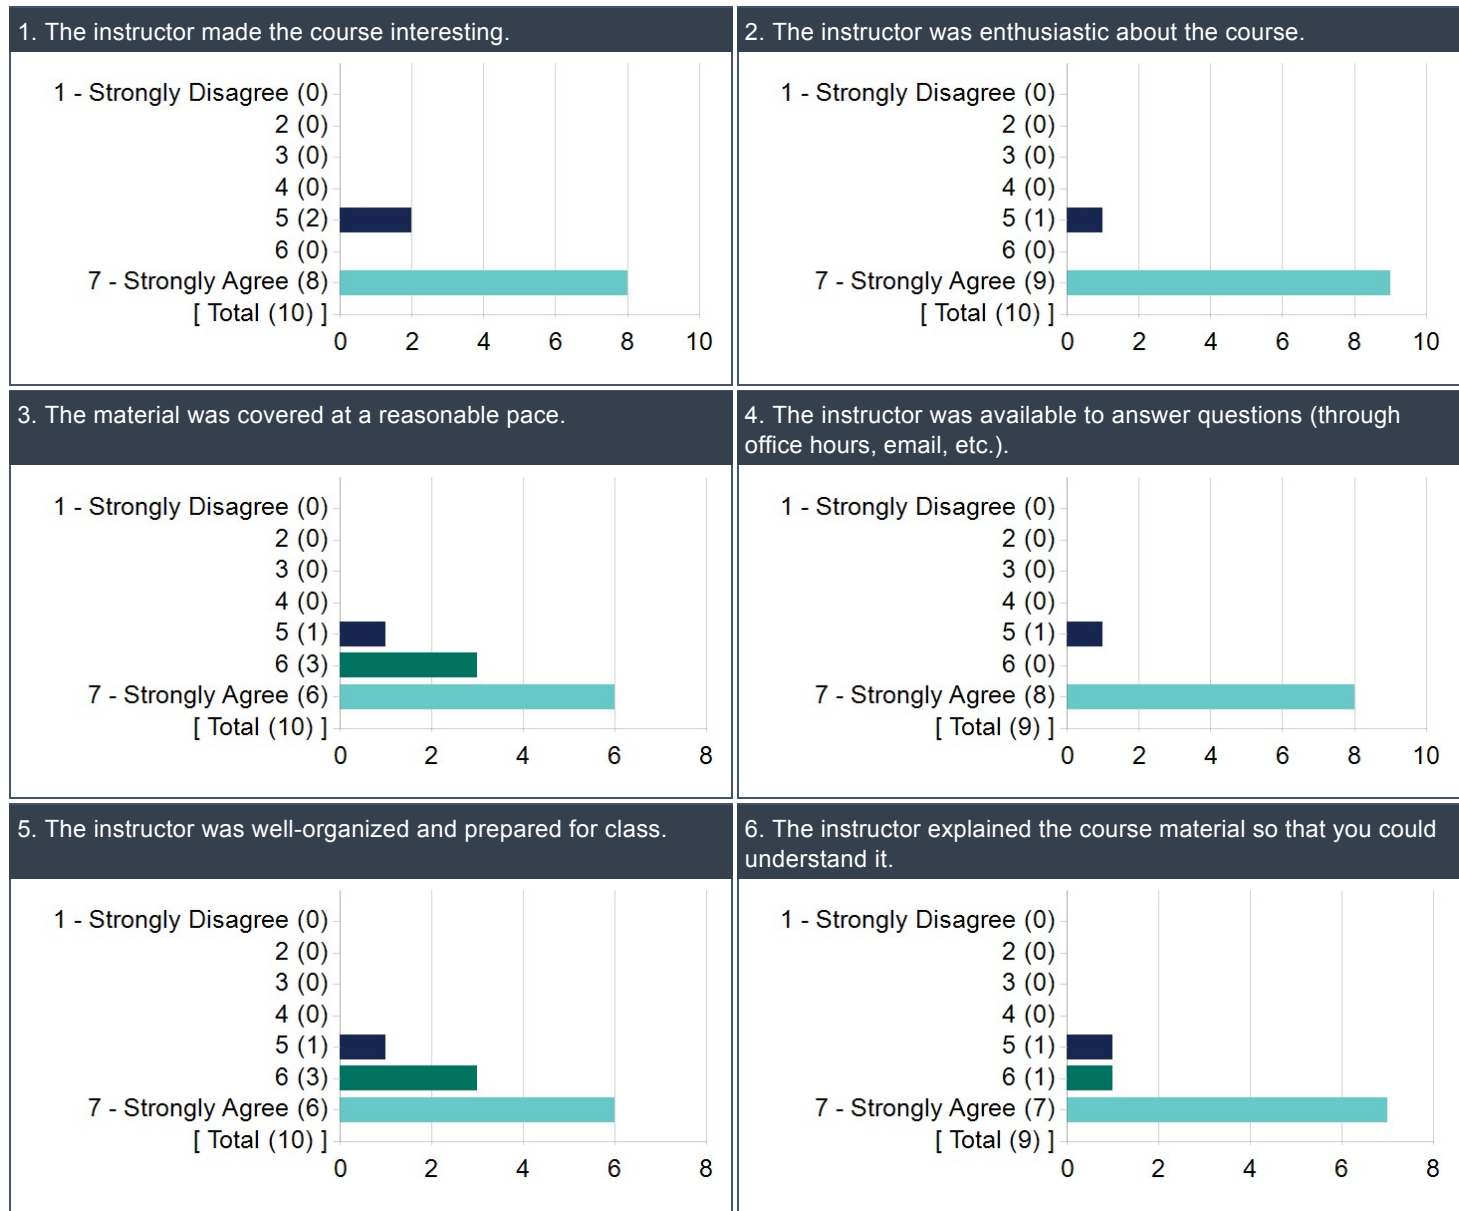 1. The instructor made the course interesting.
1 - Strongly Disagree (0)
2 (0)
3 (0)
4 (0)
5 (2)
6 (0)
7 - Strongly Agree (8)
[ Total (10) ]
0 2 4 6 8 10
2. The instructor was enthusiastic about the course.
1 - Strongly Disagree (0)
2 (0)
3 (0)
4 (0)
5 (1)
6 (0)
7 - Strongly Agree (9)
[ Total (10) ]
0 2 4 6 8 10
3. The material was covered at a reasonable pace.
1 - Strongly Disagree (0)
2 (0)
3 (0)
4 (0)
5 (1)
6 (3)
7 - Strongly Agree (6)
[ Total (10) ]
0 2 4 6 8
4. The instructor was available to answer questions (through
office hours, email, etc.).
1 - Strongly Disagree (0)
2 (0)
3 (0)
4 (0)
5 (1)
6 (0)
7 - Strongly Agree (8)
[ Total (9) ]
0 2 4 6 8 10
5. The instructor was well-organized and prepared for class.
1 - Strongly Disagree (0)
2 (0)
3 (0)
4 (0)
5 (1)
6 (3)
7 - Strongly Agree (6)
[ Total (10) ]
0 2 4 6 8
6. The instructor explained the course material so that you could
understand it.
1 - Strongly Disagree (0)
2 (0)
3 (0)
4 (0)
5 (1)
6 (1)
7 - Strongly Agree (7)
[ Total (9) ]
0 2 4 6 8